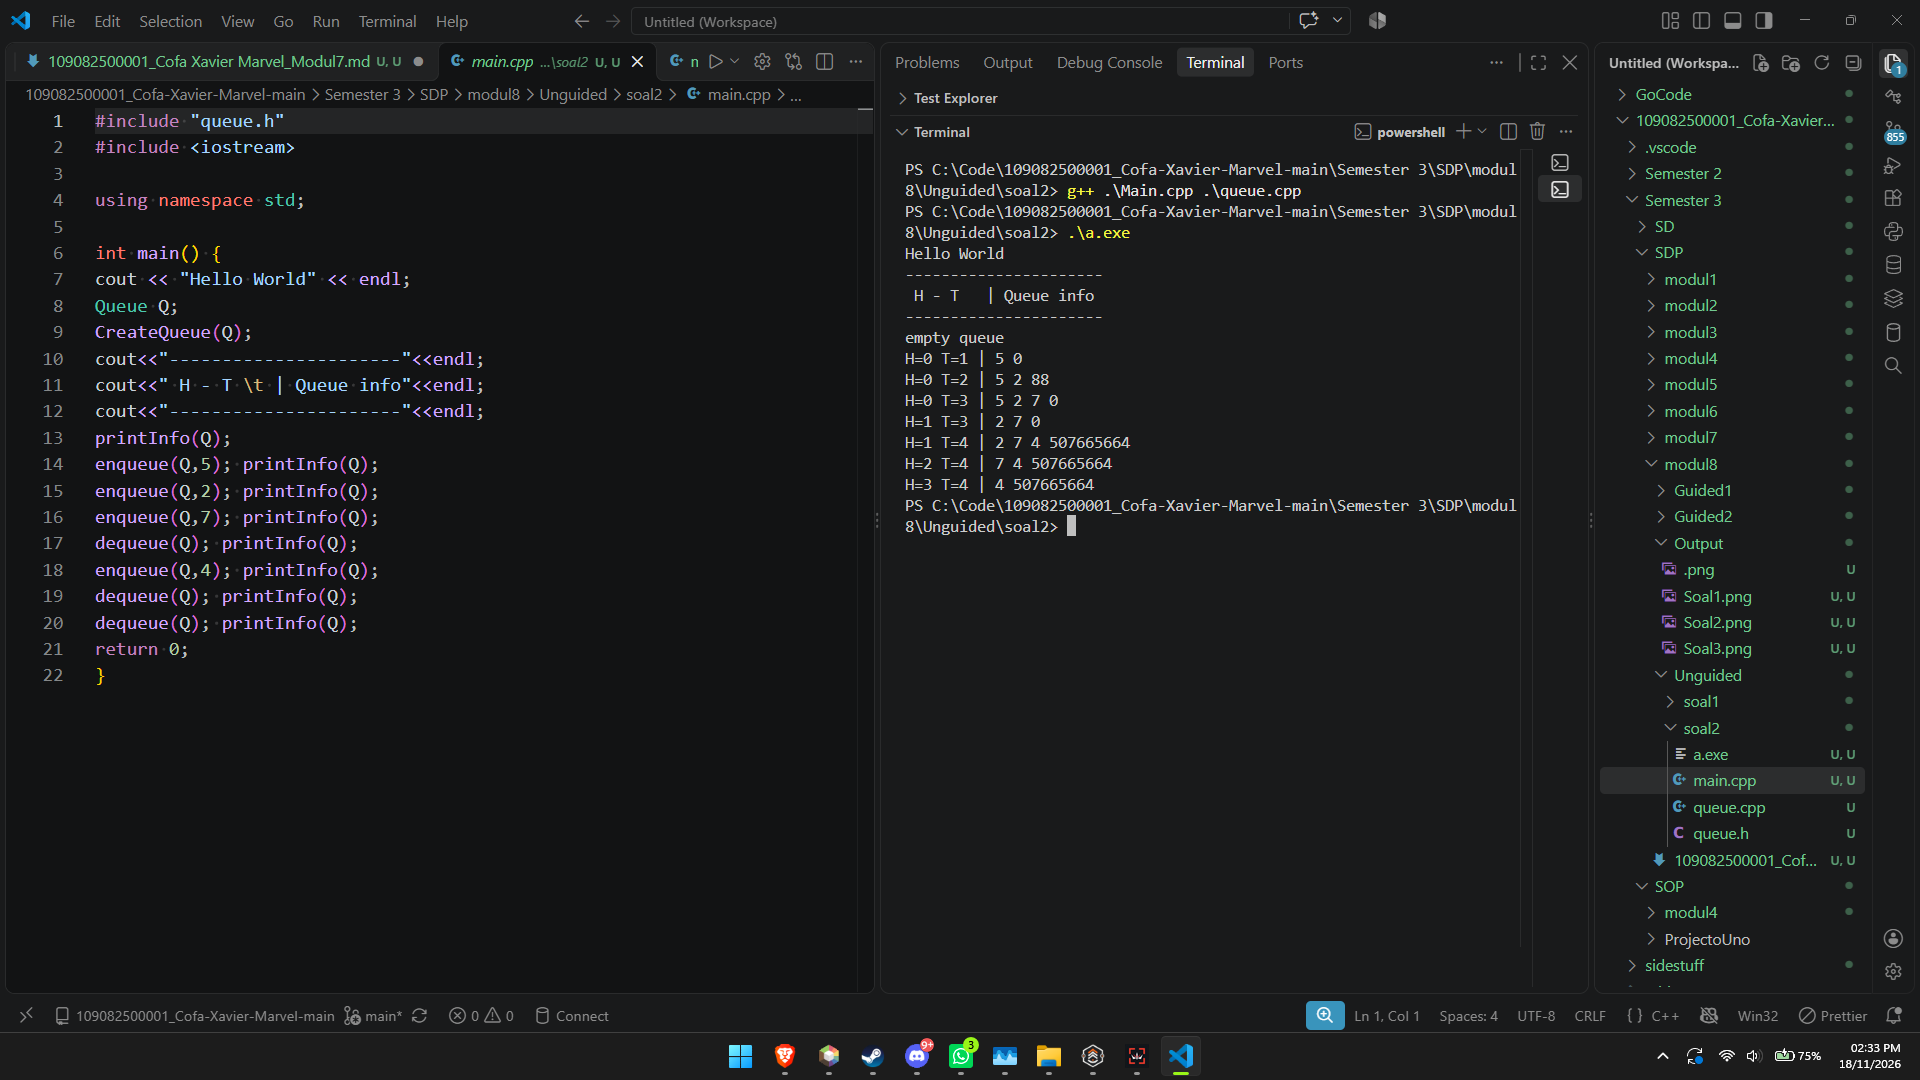 File Edit Selection View Go Run Terminal Help
Untitled (Workspace)
109082500001_Cofa Xavier Marvel_Modul7.md U, U
main.cpp ...\soal2 U, U
n
109082500001_Cofa-Xavier-Marvel-main > Semester 3 > SDP > modul8 > Unguided > soal2 > main.cpp > ...
1 #include "queue.h"
2 #include <iostream>
3
4 using namespace std;
5
6 int main() {
7 cout << "Hello World" << endl;
8 Queue Q;
9 CreateQueue(Q);
10 cout<<"----------------------"<<endl;
11 cout<<" H - T \t | Queue info"<<endl;
12 cout<<"----------------------"<<endl;
13 printInfo(Q);
14 enqueue(Q,5); printInfo(Q);
15 enqueue(Q,2); printInfo(Q);
16 enqueue(Q,7); printInfo(Q);
17 dequeue(Q); printInfo(Q);
18 enqueue(Q,4); printInfo(Q);
19 dequeue(Q); printInfo(Q);
20 dequeue(Q); printInfo(Q);
21 return 0;
22 }
Problems Output Debug Console Terminal Ports
Test Explorer
Terminal
powershell
PS C:\Code\109082500001_Cofa-Xavier-Marvel-main\Semester 3\SDP\modul
8\Unguided\soal2> g++ .\Main.cpp .\queue.cpp
PS C:\Code\109082500001_Cofa-Xavier-Marvel-main\Semester 3\SDP\modul
8\Unguided\soal2> .\a.exe
Hello World
----------------------
H - T | Queue info
----------------------
empty queue
H=0 T=1 | 5 0
H=0 T=2 | 5 2 88
H=0 T=3 | 5 2 7 0
H=1 T=3 | 2 7 0
H=1 T=4 | 2 7 4 507665664
H=2 T=4 | 7 4 507665664
H=3 T=4 | 4 507665664
PS C:\Code\109082500001_Cofa-Xavier-Marvel-main\Semester 3\SDP\modul
8\Unguided\soal2>
Untitled (Workspa...
GoCode
109082500001_Cofa-Xavier...
.vscode
Semester 2
Semester 3
SD
SDP
modul1
modul2
modul3
modul4
modul5
modul6
modul7
modul8
Guided1
Guided2
Output
.png U
Soal1.png U, U
Soal2.png U, U
Soal3.png U, U
Unguided
soal1
soal2
a.exe U, U
main.cpp U, U
queue.cpp U
queue.h U
109082500001_Cof... U, U
SOP
modul4
ProjectoUno
sidestuff
1
855
109082500001_Cofa-Xavier-Marvel-main main* 0 0 Connect
Ln 1, Col 1 Spaces: 4 UTF-8 CRLF {} C++ Win32 Prettier
9+
3
75%
02:33 PM
18/11/2026